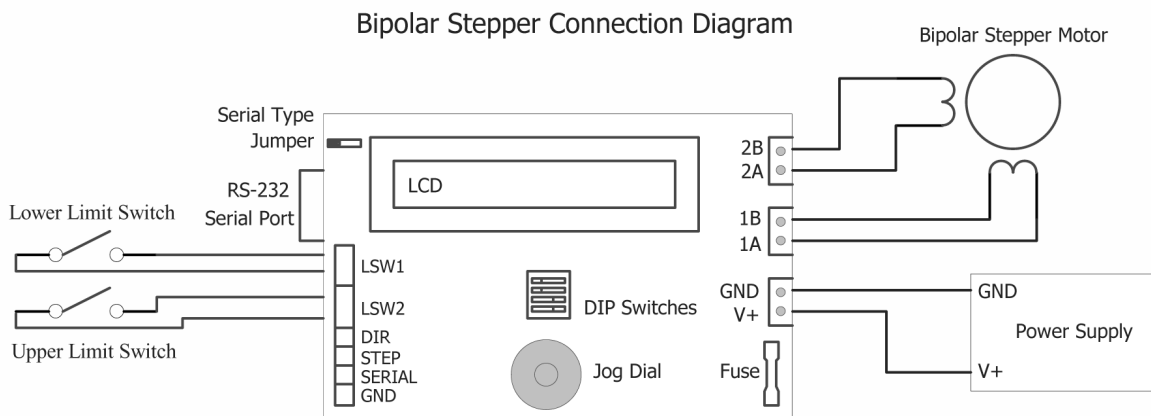 Bipolar Stepper Connection Diagram
Bipolar Stepper Motor
Serial Type
Jumper
RS-232
Serial Port
Lower Limit Switch
Upper Limit Switch
LCD
2B
2A
1B
1A
LSW1
LSW2
DIR
STEP
SERIAL
GND
DIP Switches
Jog Dial
GND
V+
Fuse
GND
Power Supply
V+